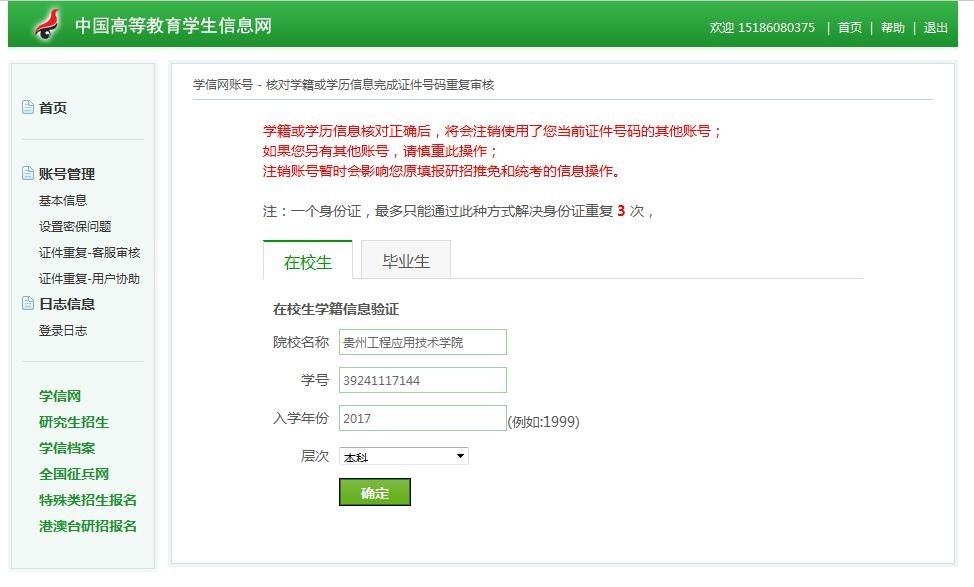 中国高等教育学生信息网
欢迎 15186080375 | 首页 | 帮助 | 退出
首页
账号管理
基本信息
设置密保问题
证件重复-客服审核
证件重复-用户协助
日志信息
登录日志
学信网
研究生招生
学信档案
全国征兵网
特殊类招生报名
港澳台研招报名
学信网账号 - 核对学籍或学历信息完成证件号码重复审核
学籍或学历信息核对正确后，将会注销使用了您当前证件号码的其他账号；
如果您另有其他账号，请慎重此操作；
注销账号暂时会影响您原填报研招推免和统考的信息操作。
注：一个身份证，最多只能通过此种方式解决身份证重复 3 次，
在校生 毕业生
在校生学籍信息验证
院校名称 贵州工程应用技术学院
学号 39241117144
入学年份 2017 (例如:1999)
层次 本科
确定